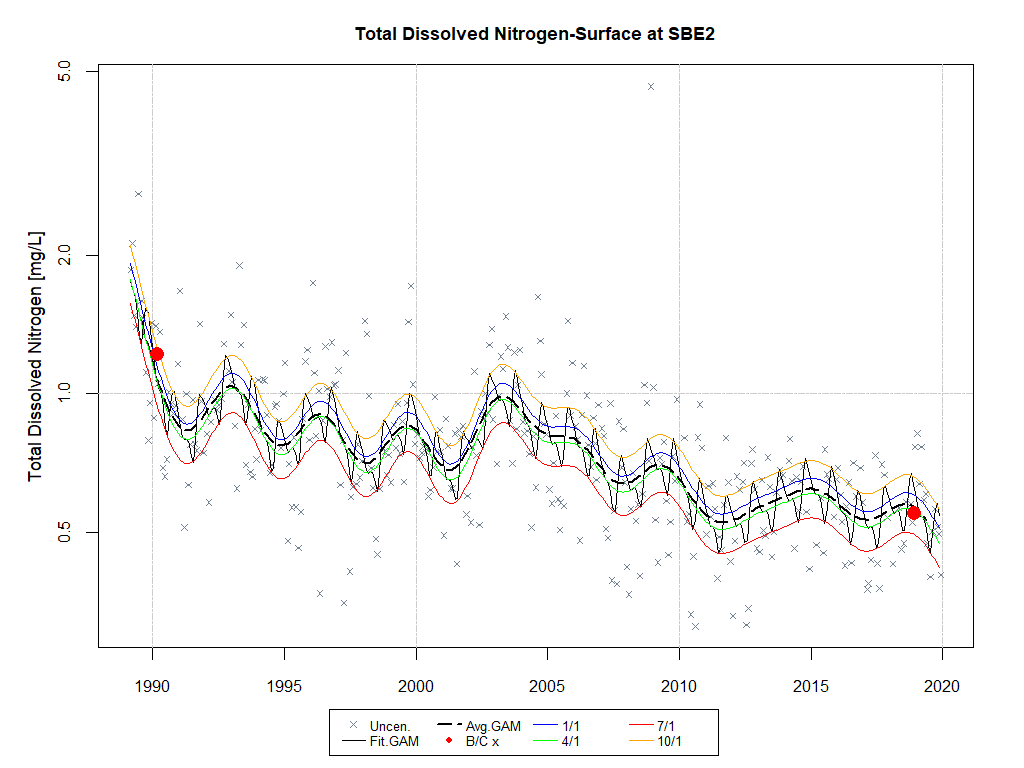 Total Dissolved Nitrogen-Surface at SBE2
Total Dissolved Nitrogen [mg/L]
5.0
2.0
1.0
0.5
1990 1995 2000 2005 2010 2015 2020
Uncen. Avg.GAM 1/1 7/1
Fit.GAM B/C x 4/1 10/1